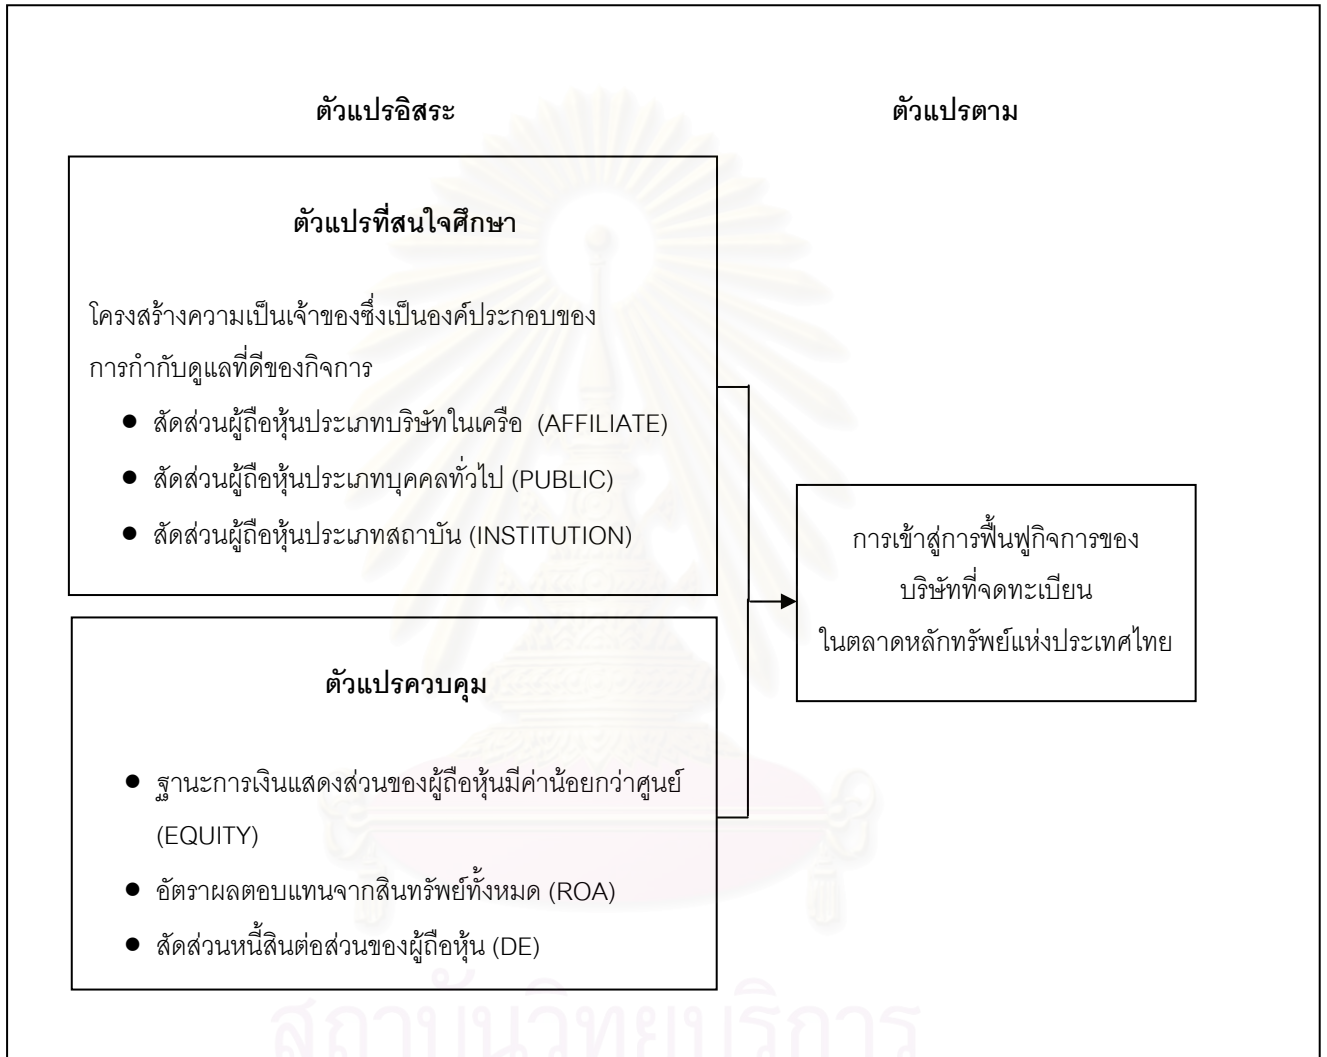 ตัวแปรอิสระ
ตัวแปรตาม
ตัวแปรที่สนใจศึกษา
โครงสร้างความเป็นเจ้าของซึ่งเป็นองค์ประกอบของ
การกำกับดูแลที่ดีของกิจการ
● สัดส่วนผู้ถือหุ้นประเภทบริษัทในเครือ (AFFILIATE)
● สัดส่วนผู้ถือหุ้นประเภทบุคคลทั่วไป (PUBLIC)
● สัดส่วนผู้ถือหุ้นประเภทสถาบัน (INSTITUTION)
ตัวแปรควบคุม
● ฐานะการเงินแสดงส่วนของผู้ถือหุ้นมีค่าน้อยกว่าศูนย์
(EQUITY)
● อัตราผลตอบแทนจากสินทรัพย์ทั้งหมด (ROA)
● สัดส่วนหนี้สินต่อส่วนของผู้ถือหุ้น (DE)
การเข้าสู่การฟื้นฟูกิจการของ
บริษัทที่จดทะเบียน
ในตลาดหลักทรัพย์แห่งประเทศไทย
สถาบันวิทยบริการ